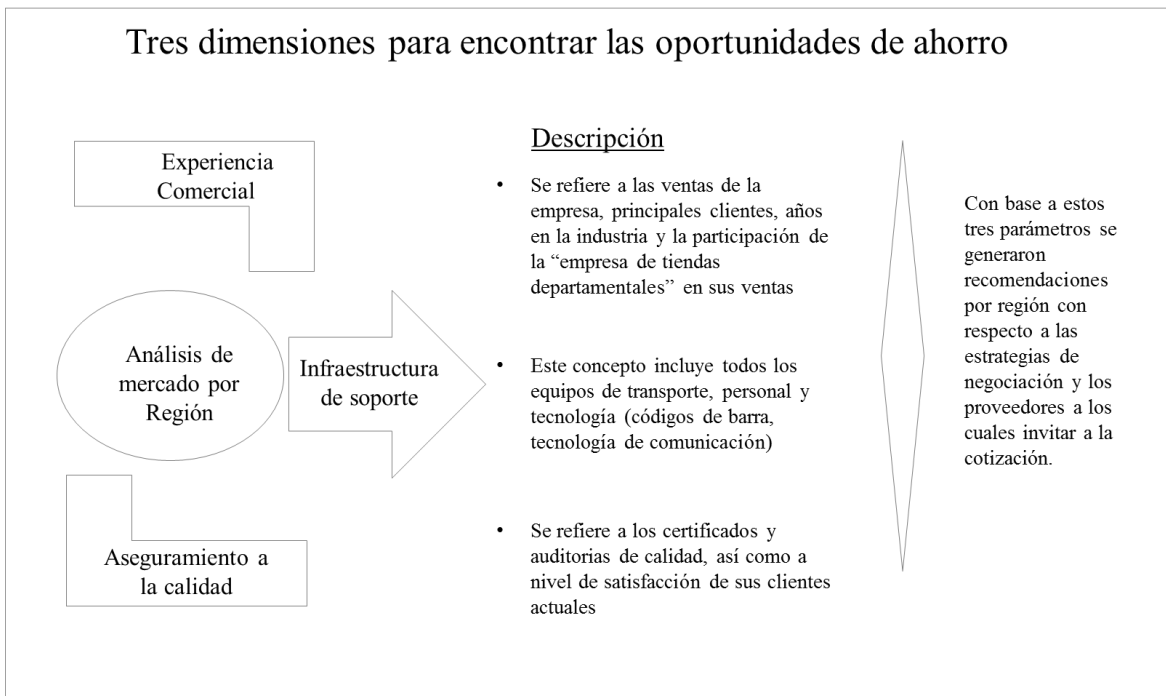 Tres dimensiones para encontrar las oportunidades de ahorro
Experiencia
Comercial
Análisis de
mercado por
Región
Infraestructura
de soporte
Aseguramiento a
la calidad
Descripción
• Se refiere a las ventas de la
empresa, principales clientes, años
en la industria y la participación de
la “empresa de tiendas
departamentales” en sus ventas
• Este concepto incluye todos los
equipos de transporte, personal y
tecnología (códigos de barra,
tecnología de comunicación)
• Se refiere a los certificados y
auditorias de calidad, así como a
nivel de satisfacción de sus clientes
actuales
Con base a estos
tres parámetros se
generaron
recomendaciones
por región con
respecto a las
estrategias de
negociación y los
proveedores a los
cuales invitar a la
cotización.